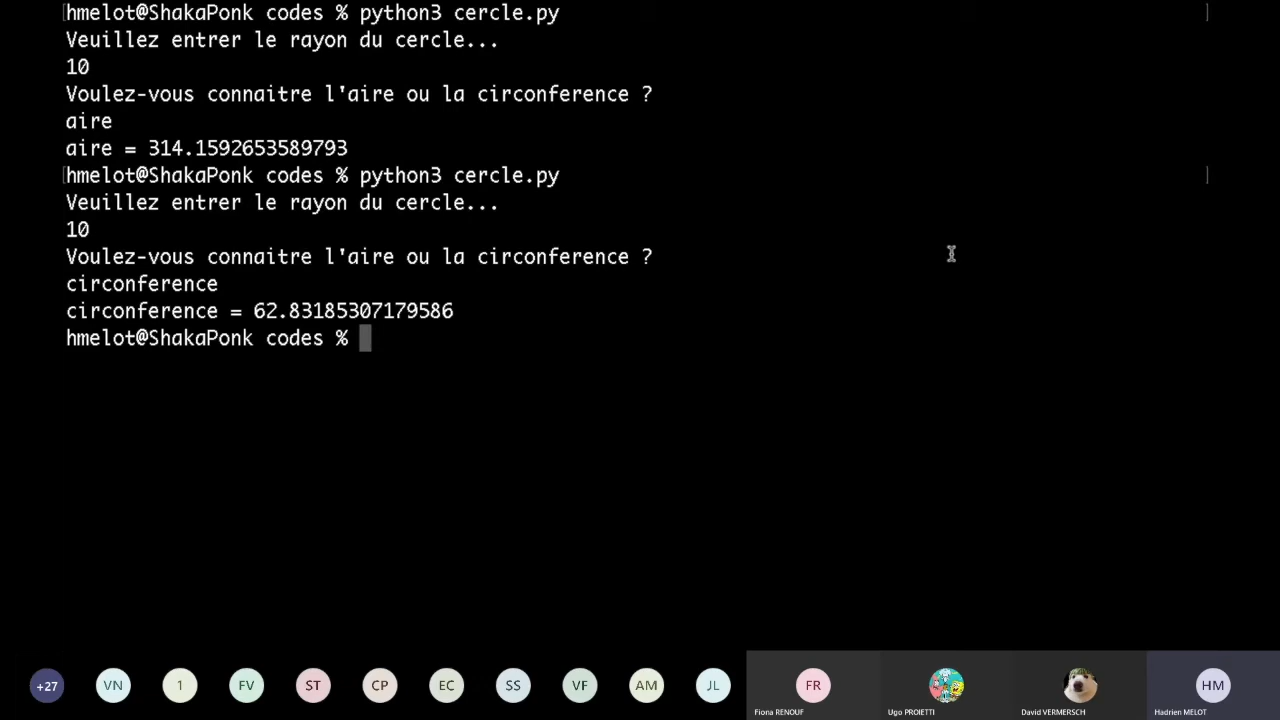 hmelot@ShakaPonk codes % python3 cercle.py
Veuillez entrer le rayon du cercle...
10
Voulez-vous connaitre l'aire ou la circonference ?
aire
aire = 314.1592653589793
hmelot@ShakaPonk codes % python3 cercle.py
Veuillez entrer le rayon du cercle...
10
Voulez-vous connaitre l'aire ou la circonference ?
circonference
circonference = 62.83185307179586
hmelot@ShakaPonk codes %
+27 VN 1 FV ST CP EC SS VF AM JL FR HM
Fiona RENOUF Ugo PROIETTI David VERMERSCH Hadrien MELOT